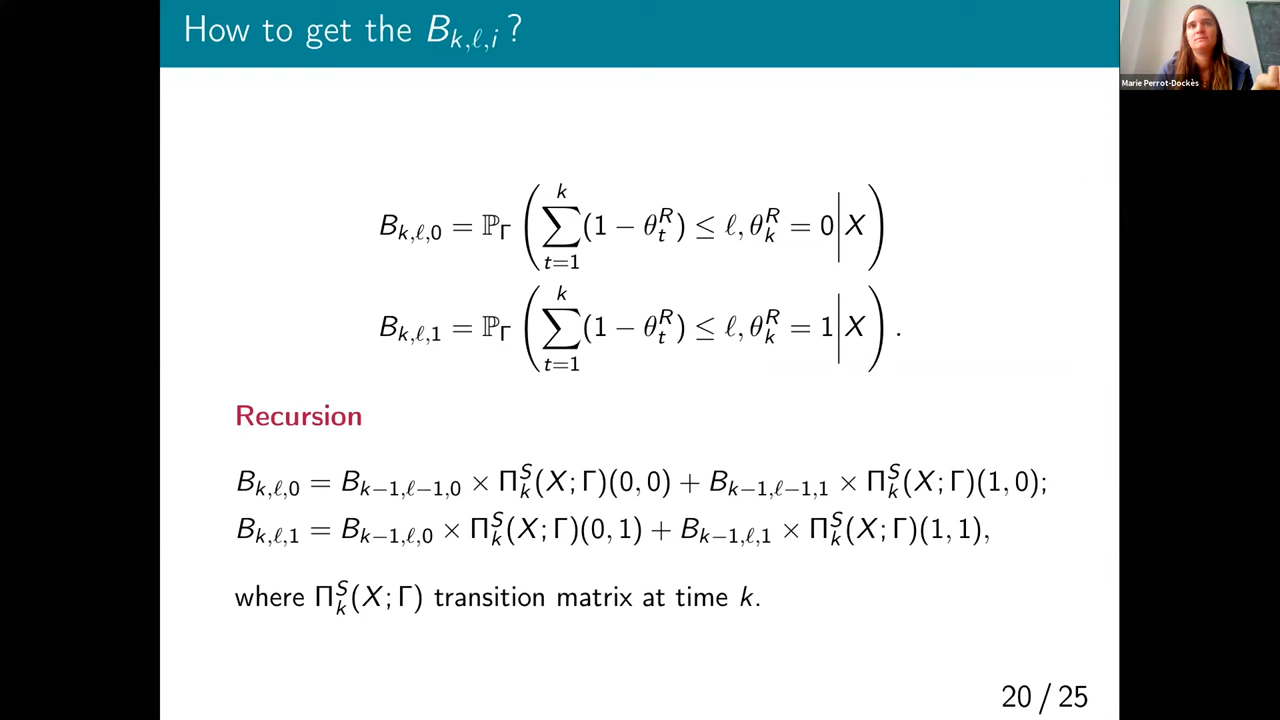 How to get the B_{k,ℓ,i}?
Marie Perrot-Dockès
B_{k,ℓ,0} = ℙ_Γ ( ∑_{t=1}^{k} (1 − θ_t^R) ≤ ℓ, θ_k^R = 0 | X )
B_{k,ℓ,1} = ℙ_Γ ( ∑_{t=1}^{k} (1 − θ_t^R) ≤ ℓ, θ_k^R = 1 | X ) .
Recursion
B_{k,ℓ,0} = B_{k−1,ℓ−1,0} × Π_k^S(X; Γ)(0, 0) + B_{k−1,ℓ−1,1} × Π_k^S(X; Γ)(1, 0);
B_{k,ℓ,1} = B_{k−1,ℓ,0} × Π_k^S(X; Γ)(0, 1) + B_{k−1,ℓ,1} × Π_k^S(X; Γ)(1, 1),
where Π_k^S(X; Γ) transition matrix at time k.
20 / 25